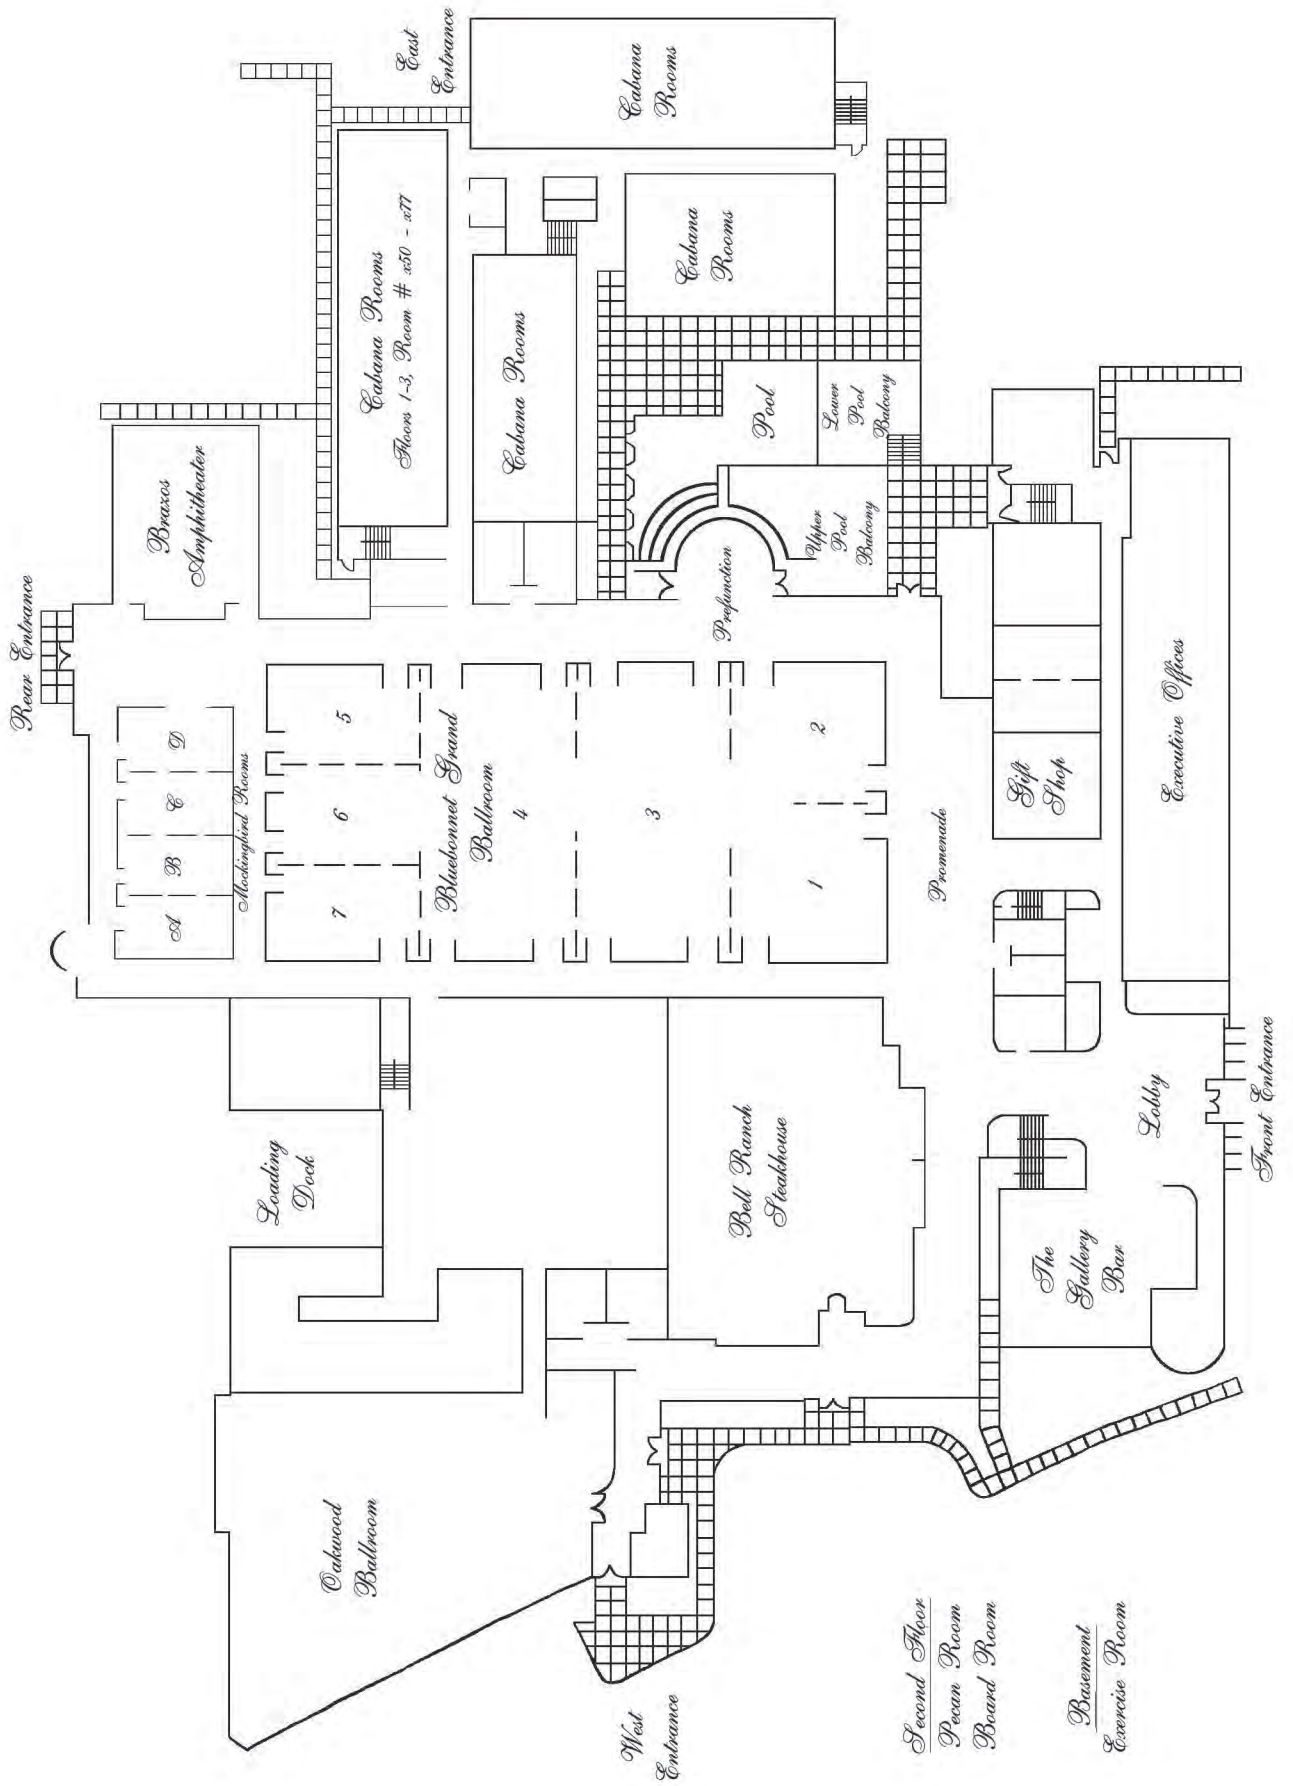 Rear Entrance
Brazos
Amphitheater
East
Entrance
Cabana
Rooms
Cabana Rooms
Floors 1-3, Room # x50 - x77
Cabana Rooms
Cabana
Rooms
Pool
Lower
Pool
Balcony
Upper
Pool
Balcony
Prefunction
A
B
C
D
Mockingbird Rooms
7
6
5
Bluebonnet Grand
Ballroom
4
3
1
2
Promenade
Gift
Shop
Executive Offices
Loading
Dock
Bell Ranch
Steakhouse
Lobby
Front Entrance
The
Gallery
Bar
Oakwood
Ballroom
West
Entrance
Second Floor
Pecan Room
Board Room
Basement
Exercise Room